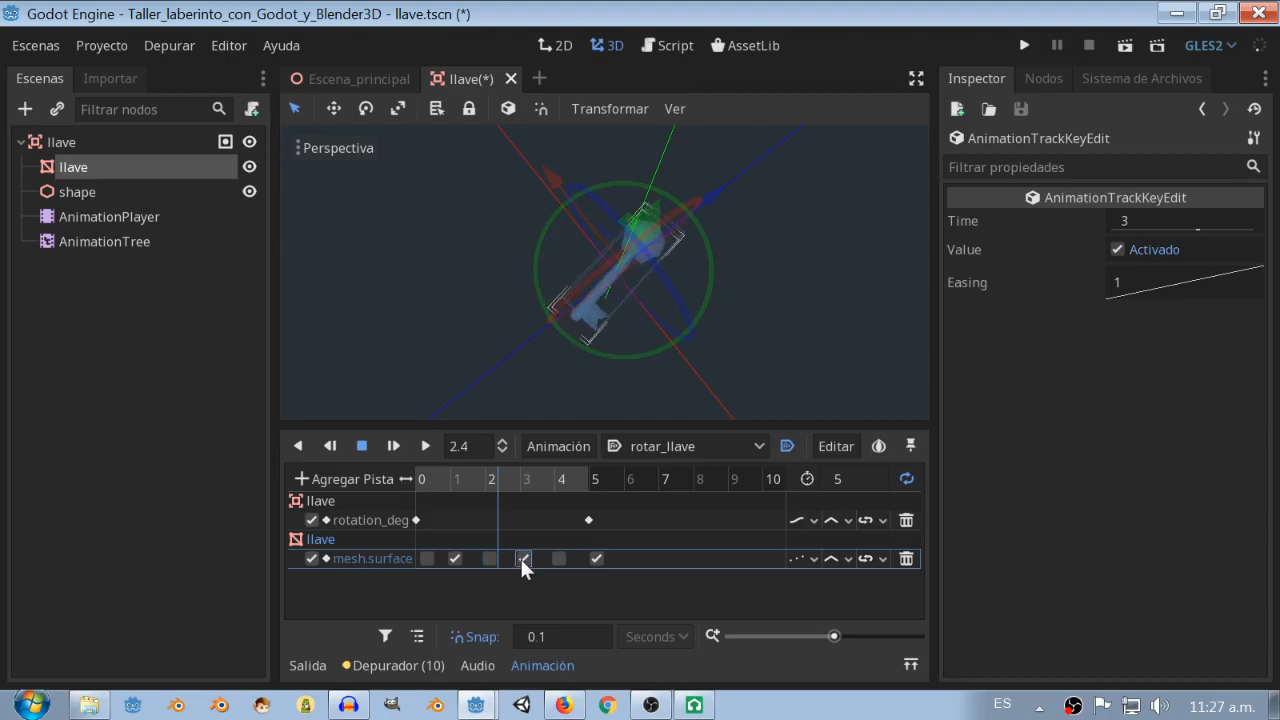 Godot Engine - Taller_laberinto_con_Godot_y_Blender3D - llave.tscn (*)
Escenas Proyecto Depurar Editor Ayuda
2D 3D Script AssetLib
GLES2
Escenas Importar
Filtrar nodos
llave
llave
shape
AnimationPlayer
AnimationTree
Escena_principal llave(*)
Transformar Ver
Perspectiva
2.4 Animación rotar_llave Editar
Agregar Pista 0 1 2 3 4 5 6 7 8 9 10 5
llave
rotation_deg
llave
mesh:surface
Snap: 0.1 Seconds
Salida Depurador (10) Audio Animación
Inspector Nodos Sistema de Archivos
AnimationTrackKeyEdit
Filtrar propiedades
AnimationTrackKeyEdit
Time 3
Value Activado
Easing 1
ES 11:27 a.m.